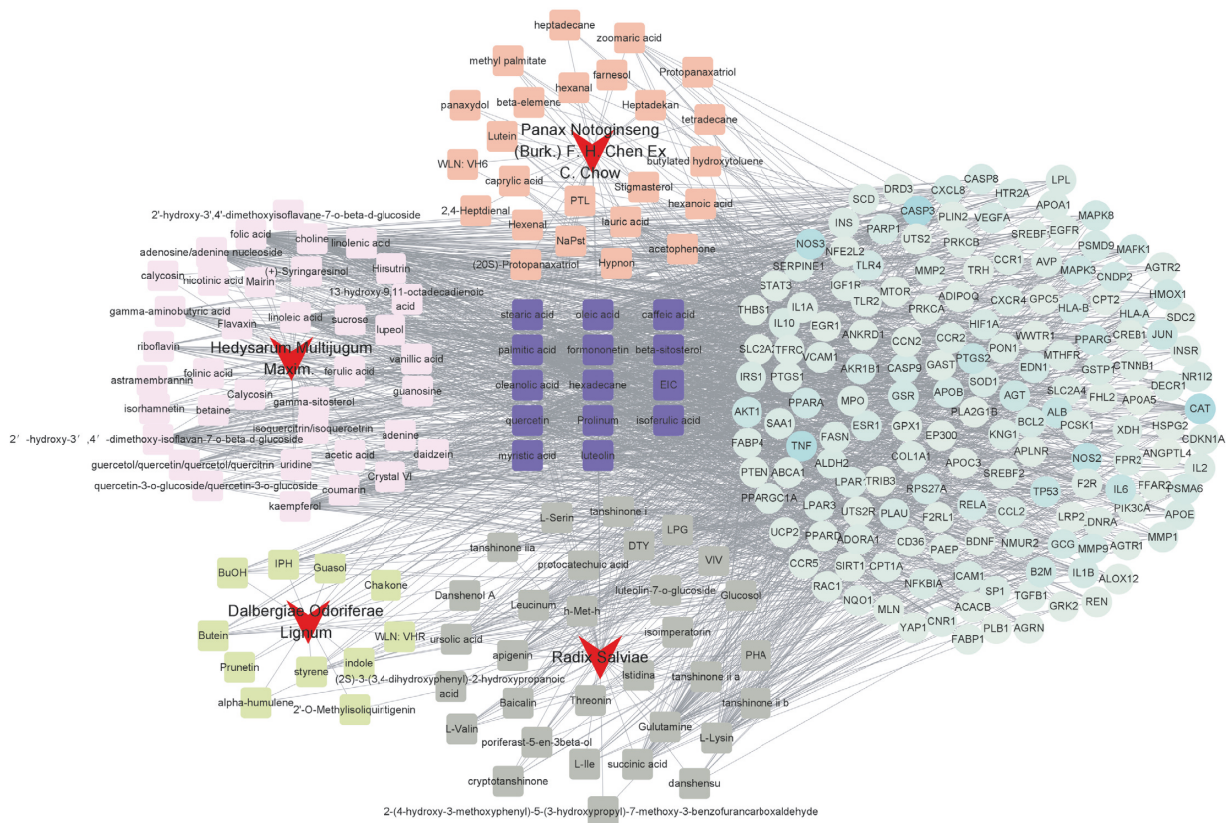 heptadecane
zoomaric acid
methyl palmitate
farnesol
Protopanaxatriol
hexanal
panaxydol
beta-elemene
Heptadekan
tetradecane
Lutein
Panax Notoginseng
(Burk.) F. H. Chen Ex
C. Chow
butylated hydroxytoluene
WLN: VH6
caprylic acid
Stigmasterol
PTL
hexanoic acid
2,4-Heptdienal
Hexenal
lauric acid
NaPst
acetophenone
(20S)-Protopanaxatriol
Hypnon
2'-hydroxy-3',4'-dimethoxyisoflavane-7-o-beta-d-glucoside
folic acid
choline
linolenic acid
adenosine/adenine nucleoside
(+)-Syringaresinol
Hiisutrin
calycosin
nicotinic acid
Mairin
13-hydroxy-9,11-octadecadienoic
acid
gamma-aminobutyric acid
linoleic acid
sucrose
lupeol
Flavaxin
riboflavin
Hedysarum Multijugum
Maxim.
vanillic acid
folinic acid
ferulic acid
astramembrannin
Calycosin
guanosine
isorhamnetin
betaine
gamma-sitosterol
isoquercitrin/isoquercetrin
2′-hydroxy-3′,4′-dimethoxy-isoflavan-7-o-beta-d-glucoside
adenine
acetic acid
daidzein
guercetol/quercetin/quercetol/quercitrin
uridine
Crystal VI
quercetin-3-o-glucoside/quercetin-3-o-glucoside
coumarin
kaempferol
stearic acid
oleic acid
caffeic acid
palmitic acid
formononetin
beta-sitosterol
oleanolic acid
hexadecane
EIC
quercetin
Prolinum
isoferulic acid
myristic acid
luteolin
BuOH
IPH
Guasol
Chakone
Dalbergiae Odoriferae
Lignum
Butein
WLN: VHR
Prunetin
styrene
indole
alpha-humulene
2'-O-Methylisoliquirtigenin
L-Serin
tanshinone i
LPG
tanshinone iia
DTY
VIV
protocatechuic acid
Danshenol A
Leucinum
h-Met-h
luteolin-7-o-glucoside
Glucosol
ursolic acid
isoimperatorin
apigenin
Radix Salviae
PHA
(2S)-3-(3,4-dihydroxyphenyl)-2-hydroxypropanoic
acid
Istidina
tanshinone ii a
Baicalin
Threonin
tanshinone ii b
L-Valin
Gulutamine
poriferast-5-en-3beta-ol
L-Lysin
L-Ile
succinic acid
cryptotanshinone
danshensu
2-(4-hydroxy-3-methoxyphenyl)-5-(3-hydroxypropyl)-7-methoxy-3-benzofurancarboxaldehyde
CASP8
LPL
DRD3
CXCL8
HTR2A
SCD
APOA1
CASP3
INS
PLIN2
VEGFA
MAPK8
PARP1
SREBF1
EGFR
UTS2
NOS3
NFE2L2
PRKCB
PSMD9
MAFK1
SERPINE1
TLR4
CCR1
AVP
TRH
MAPK3
CNDP2
AGTR2
STAT3
MMP2
IGF1R
TLR2
MTOR
ADIPOQ
CXCR4
GPC5
CPT2
HMOX1
THBS1
IL1A
PRKCA
HLA-B
HLA-A
SDC2
IL10
EGR1
HIF1A
ANKRD1
CCN2
CCR2
WWTR1
CREB1
JUN
SLC2A1
TFRC
VCAM1
PTGS2
PON1
PPARG
MTHFR
INSR
IRS1
PTGS1
AKR1B1
CASP9
GAST
EDN1
GSTP1
CTNNB1
NR1I2
SOD1
SLC2A4
DECR1
PPARA
GSR
APOB
AGT
FHL2
APOA5
CAT
AKT1
MPO
PLA2G1B
ALB
SAA1
ESR1
GPX1
BCL2
PCSK1
XDH
HSPG2
CDKN1A
TNF
EP300
KNG1
FABP4
FASN
COL1A1
APLNR
NOS2
FPR2
ANGPTL4
PTEN
ABCA1
ALDH2
APOC3
SREBF2
IL2
LPAR1
TRIB3
F2R
FFAR2
PSMA6
PPARGC1A
RPS27A
TP53
IL6
PIK3CA
LPAR3
UTS2R
PLAU
F2RL1
RELA
CCL2
LRP2
DNRA
APOE
UCP2
PPARD
ADORA1
CD36
PAEP
BDNF
NMUR2
GCG
MMP9
AGTR1
MMP1
CCR5
SIRT1
CPT1A
ICAM1
B2M
IL1B
ALOX12
RAC1
NFKBIA
SP1
TGFB1
REN
NQO1
MLN
ACACB
GRK2
YAP1
CNR1
PLB1
AGRN
FABP1